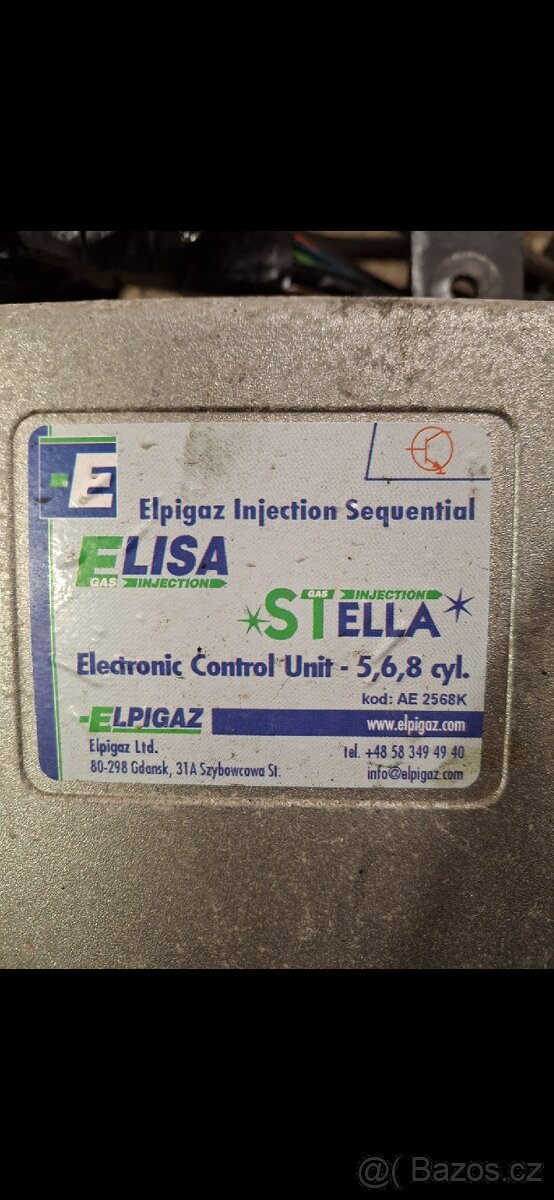 E
Elpigaz Injection Sequential
ELISA
GAS INJECTION
GAS INJECTION
STELLA
Electronic Control Unit - 5,6,8 cyl.
kod: AE 2568K
ELPIGAZ
www.elpigaz.com
Elpigaz Ltd.
tel. +48 58 349 49 40
80-298 Gdansk, 31A Szybowcowa St.
info@elpigaz.com
@( Bazos.cz